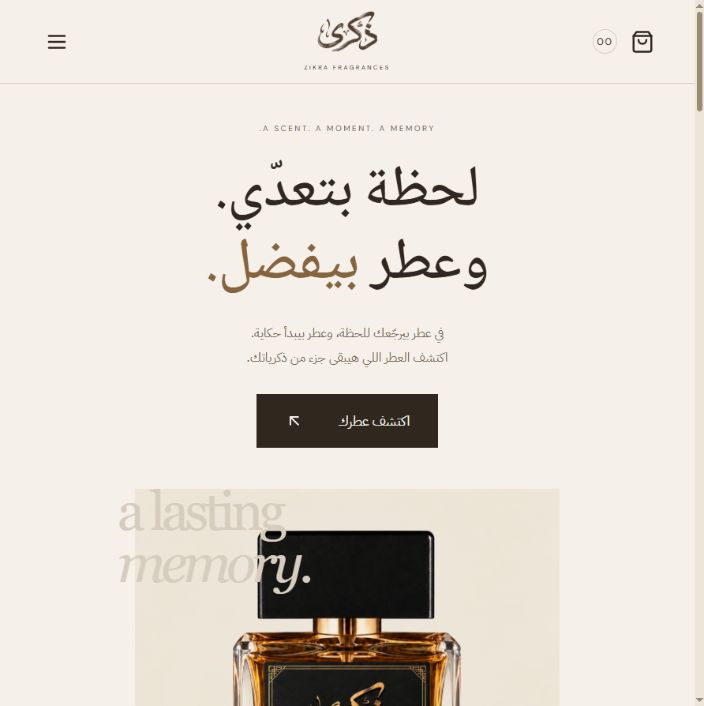 ذكرى
ZIKRA FRAGRANCES
00
.A SCENT. A MOMENT. A MEMORY
لحظة بتعدّي.
وعطر بيفضل.
في عطر بيرجّعك للحظة، وعطر بيبدأ حكاية.
اكتشف العطر اللي هيبقى جزء من ذكرياتك.
اكتشف عطرك
a lasting
memory.